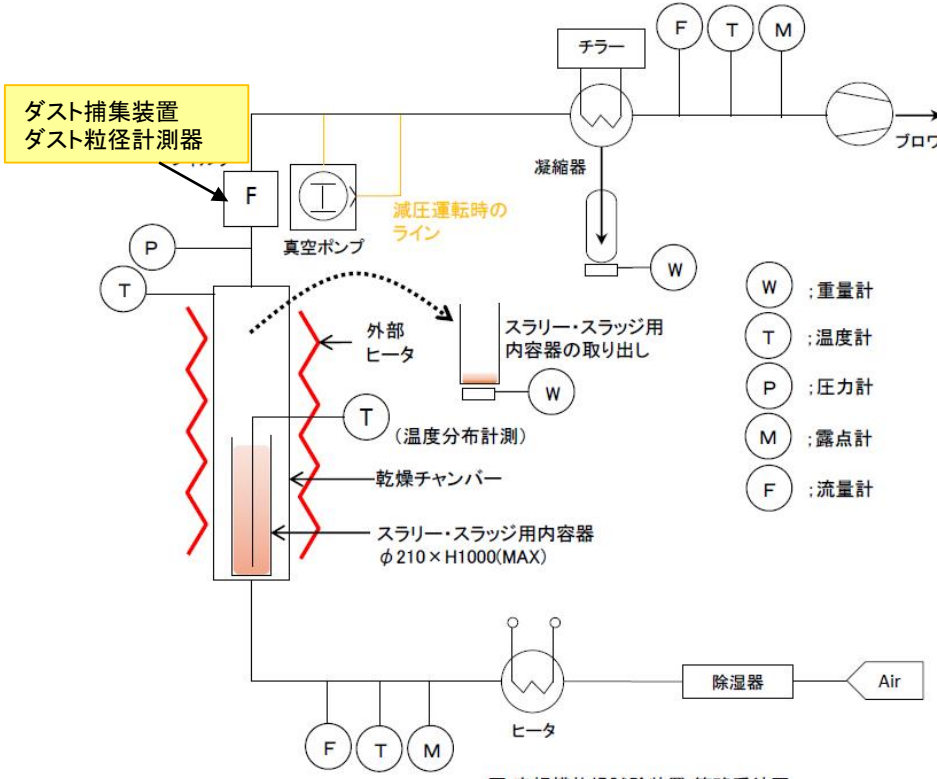 チラー
F
T
M
ダスト捕集装置
ダスト粒径計測器
F
ブロワ
凝縮器
減圧運転時の
ライン
真空ポンプ
P
T
W
W ;重量計
T ;温度計
P ;圧力計
M ;露点計
F ;流量計
外部
ヒータ
スラリー・スラッジ用
内容器の取り出し
W
T
(温度分布計測)
乾燥チャンバー
スラリー・スラッジ用内容器
φ210×H1000(MAX)
除湿器
Air
ヒータ
F
T
M